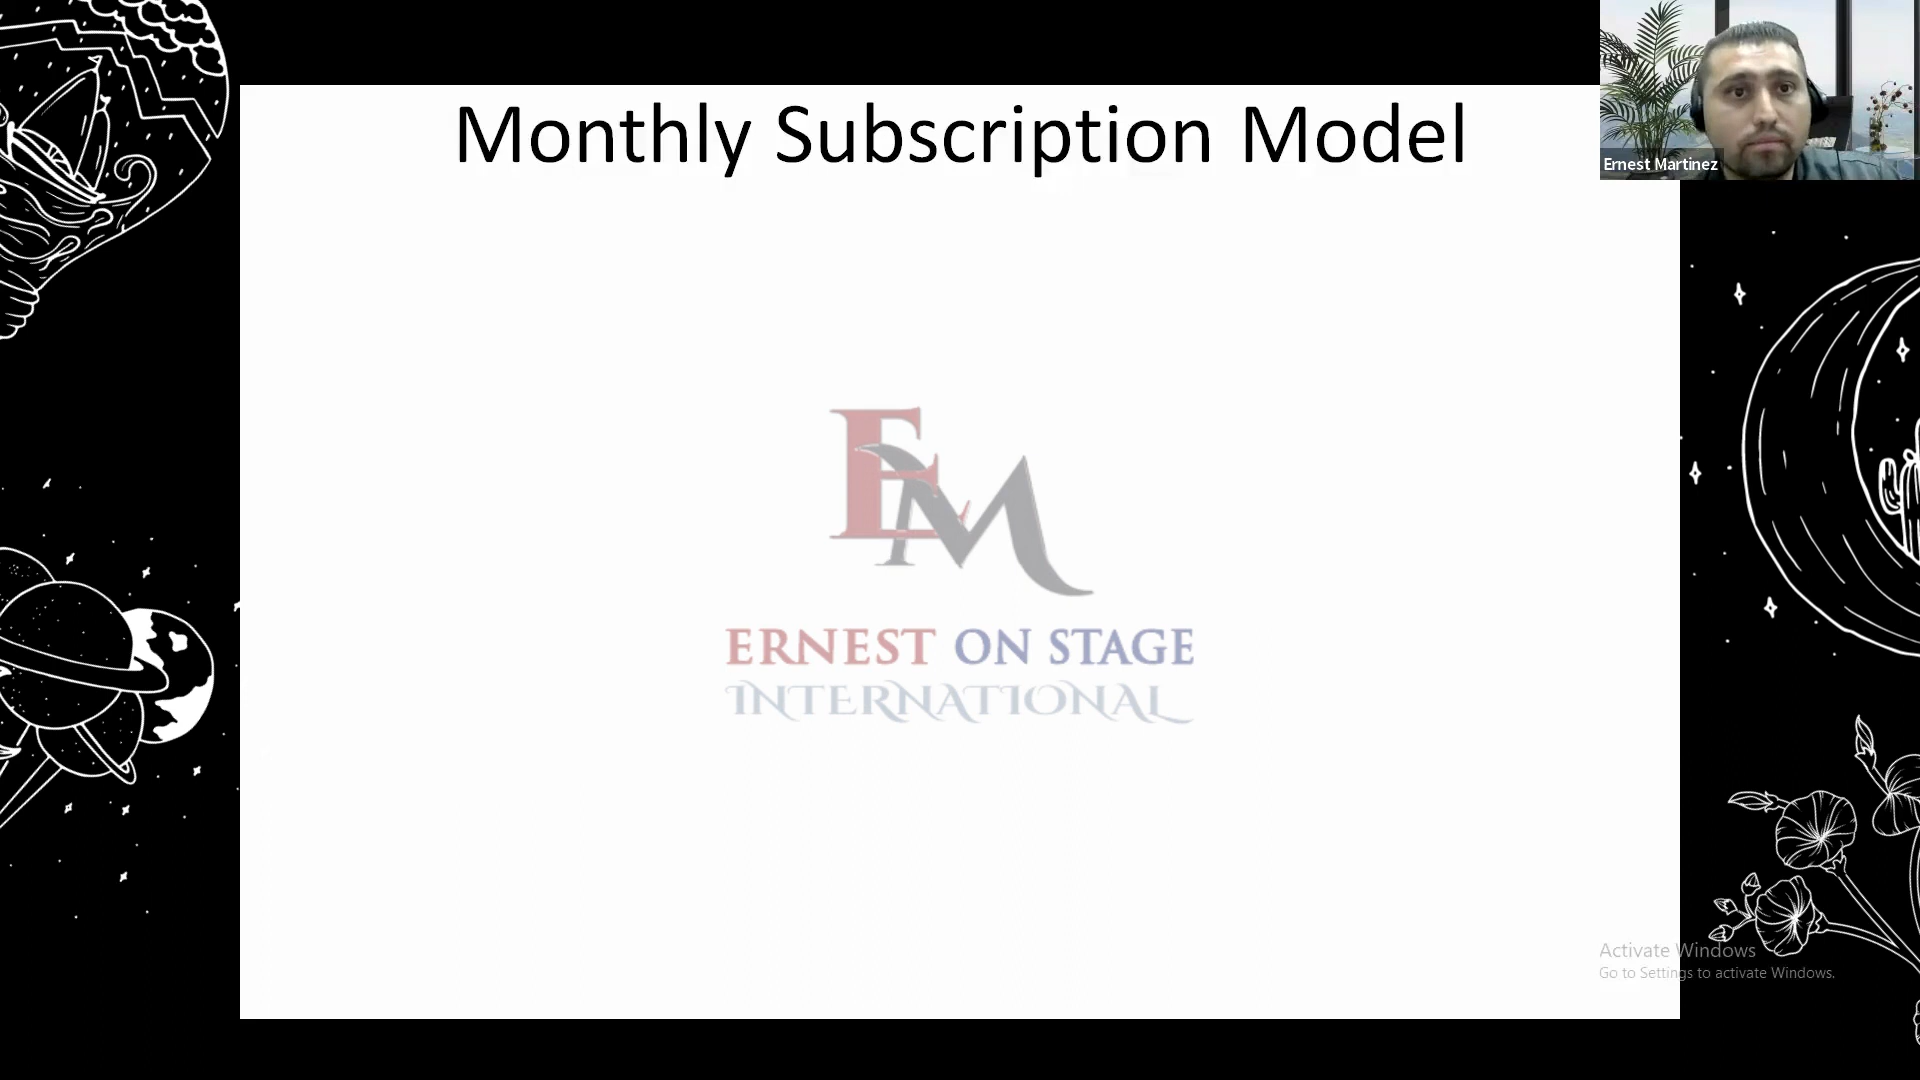 Monthly Subscription Model
Ernest Martinez
EM
ERNEST ON STAGE
INTERNATIONAL
Activate Windows
Go to Settings to activate Windows.